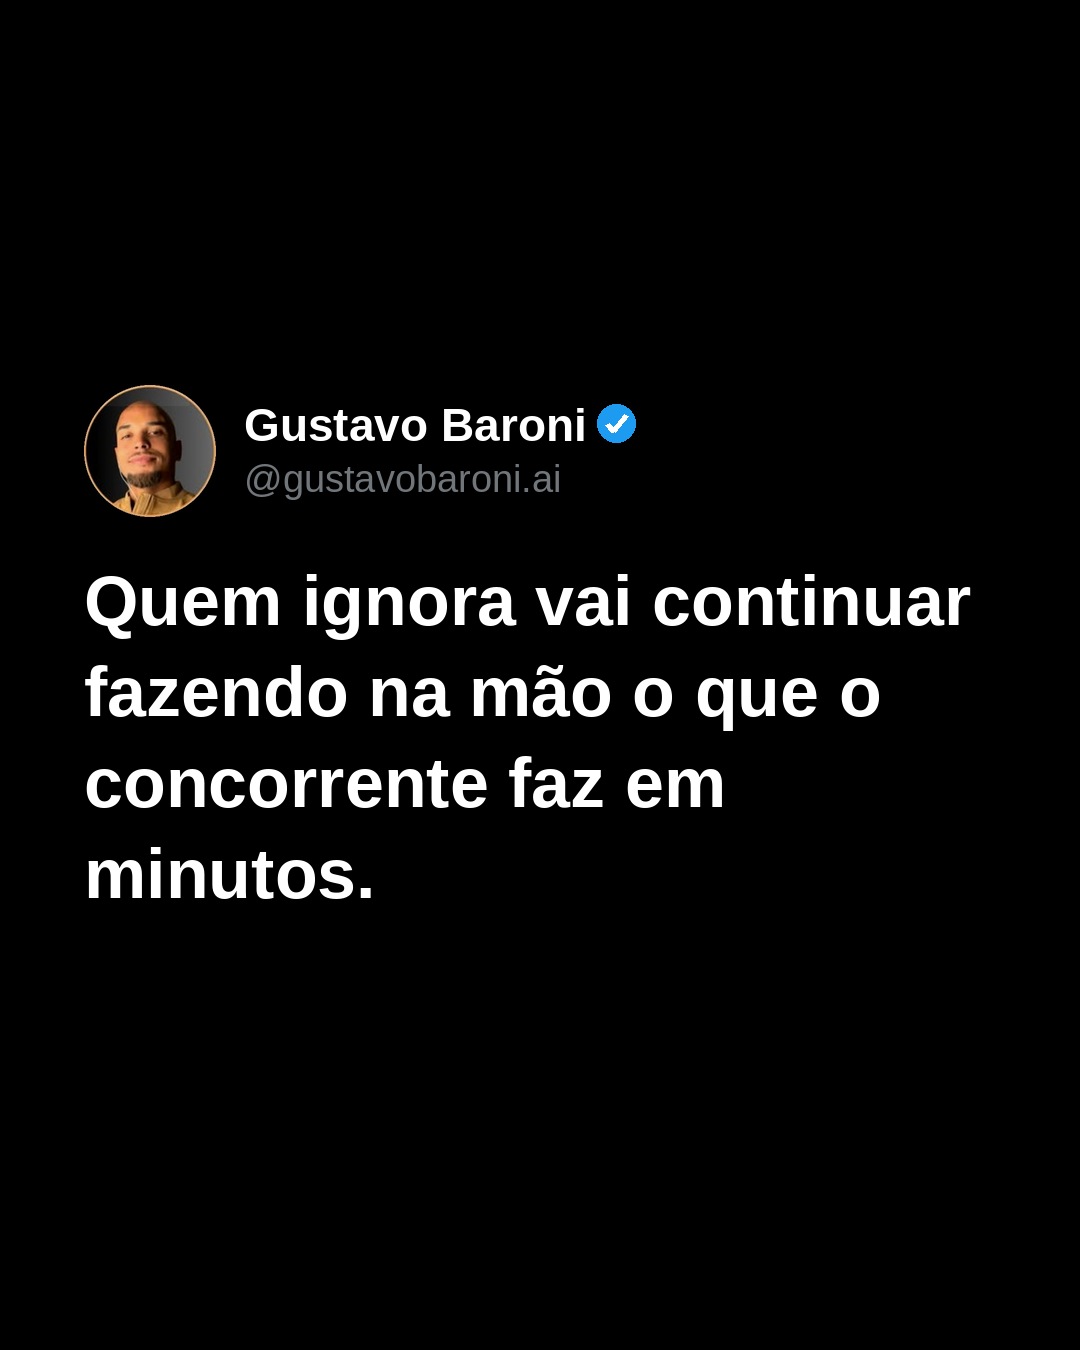 Gustavo Baroni
@gustavobaroni.ai
Quem ignora vai continuar
fazendo na mão o que o
concorrente faz em
minutos.